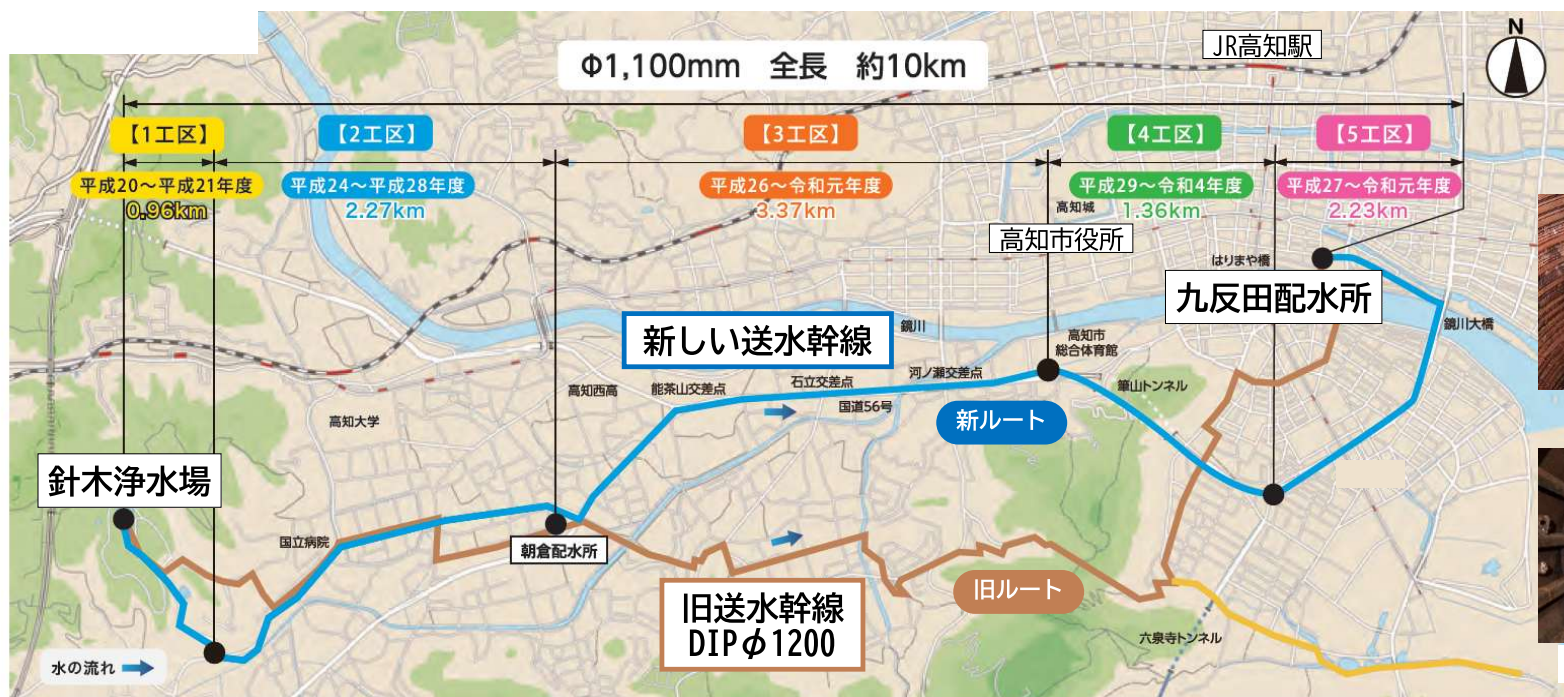 N
JR高知駅
Φ1,100mm 全長 約10km
【1工区】
【2工区】
【3工区】
【4工区】
【5工区】
平成20～平成21年度
0.96km
平成24～平成28年度
2.27km
平成26～令和元年度
3.37km
平成29～令和4年度
1.36km
平成27～令和元年度
2.23km
高知城
高知市役所
はりまや橋
九反田配水所
鏡川大橋
新しい送水幹線
鏡川
高知市
総合体育館
高知西高
能茶山交差点
石立交差点
河ノ瀬交差点
国道56号
筆山トンネル
新ルート
高知大学
針木浄水場
国立病院
朝倉配水所
旧ルート
旧送水幹線
DIPφ1200
六泉寺トンネル
水の流れ